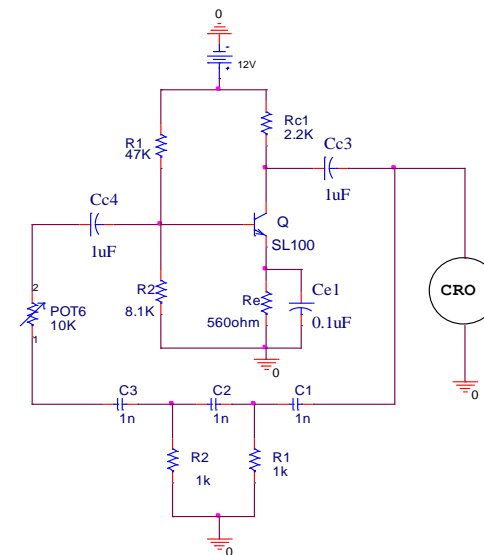 0
-
+
12V
R1
47K
Rc1
2.2K
Cc3
1uF
Cc4
1uF
Q
SL100
2
POT6
10K
1
R2
8.1K
Re
560ohm
Ce1
0.1uF
CRO
0
0
C3
1n
C2
1n
C1
1n
R2
1k
R1
1k
0